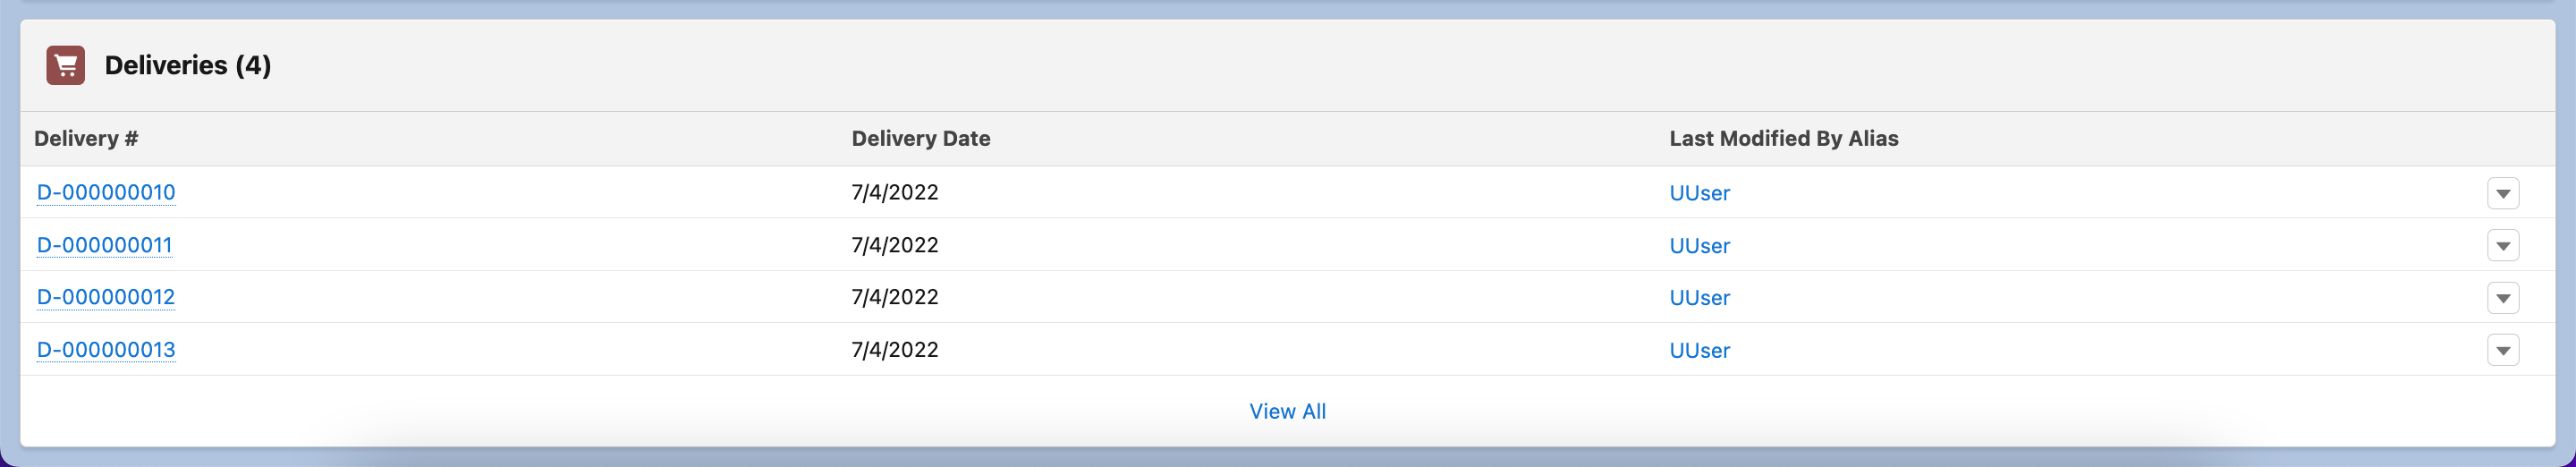 Deliveries (4)
Delivery # Delivery Date Last Modified By Alias
D-000000010 7/4/2022 UUser
D-000000011 7/4/2022 UUser
D-000000012 7/4/2022 UUser
D-000000013 7/4/2022 UUser
View All